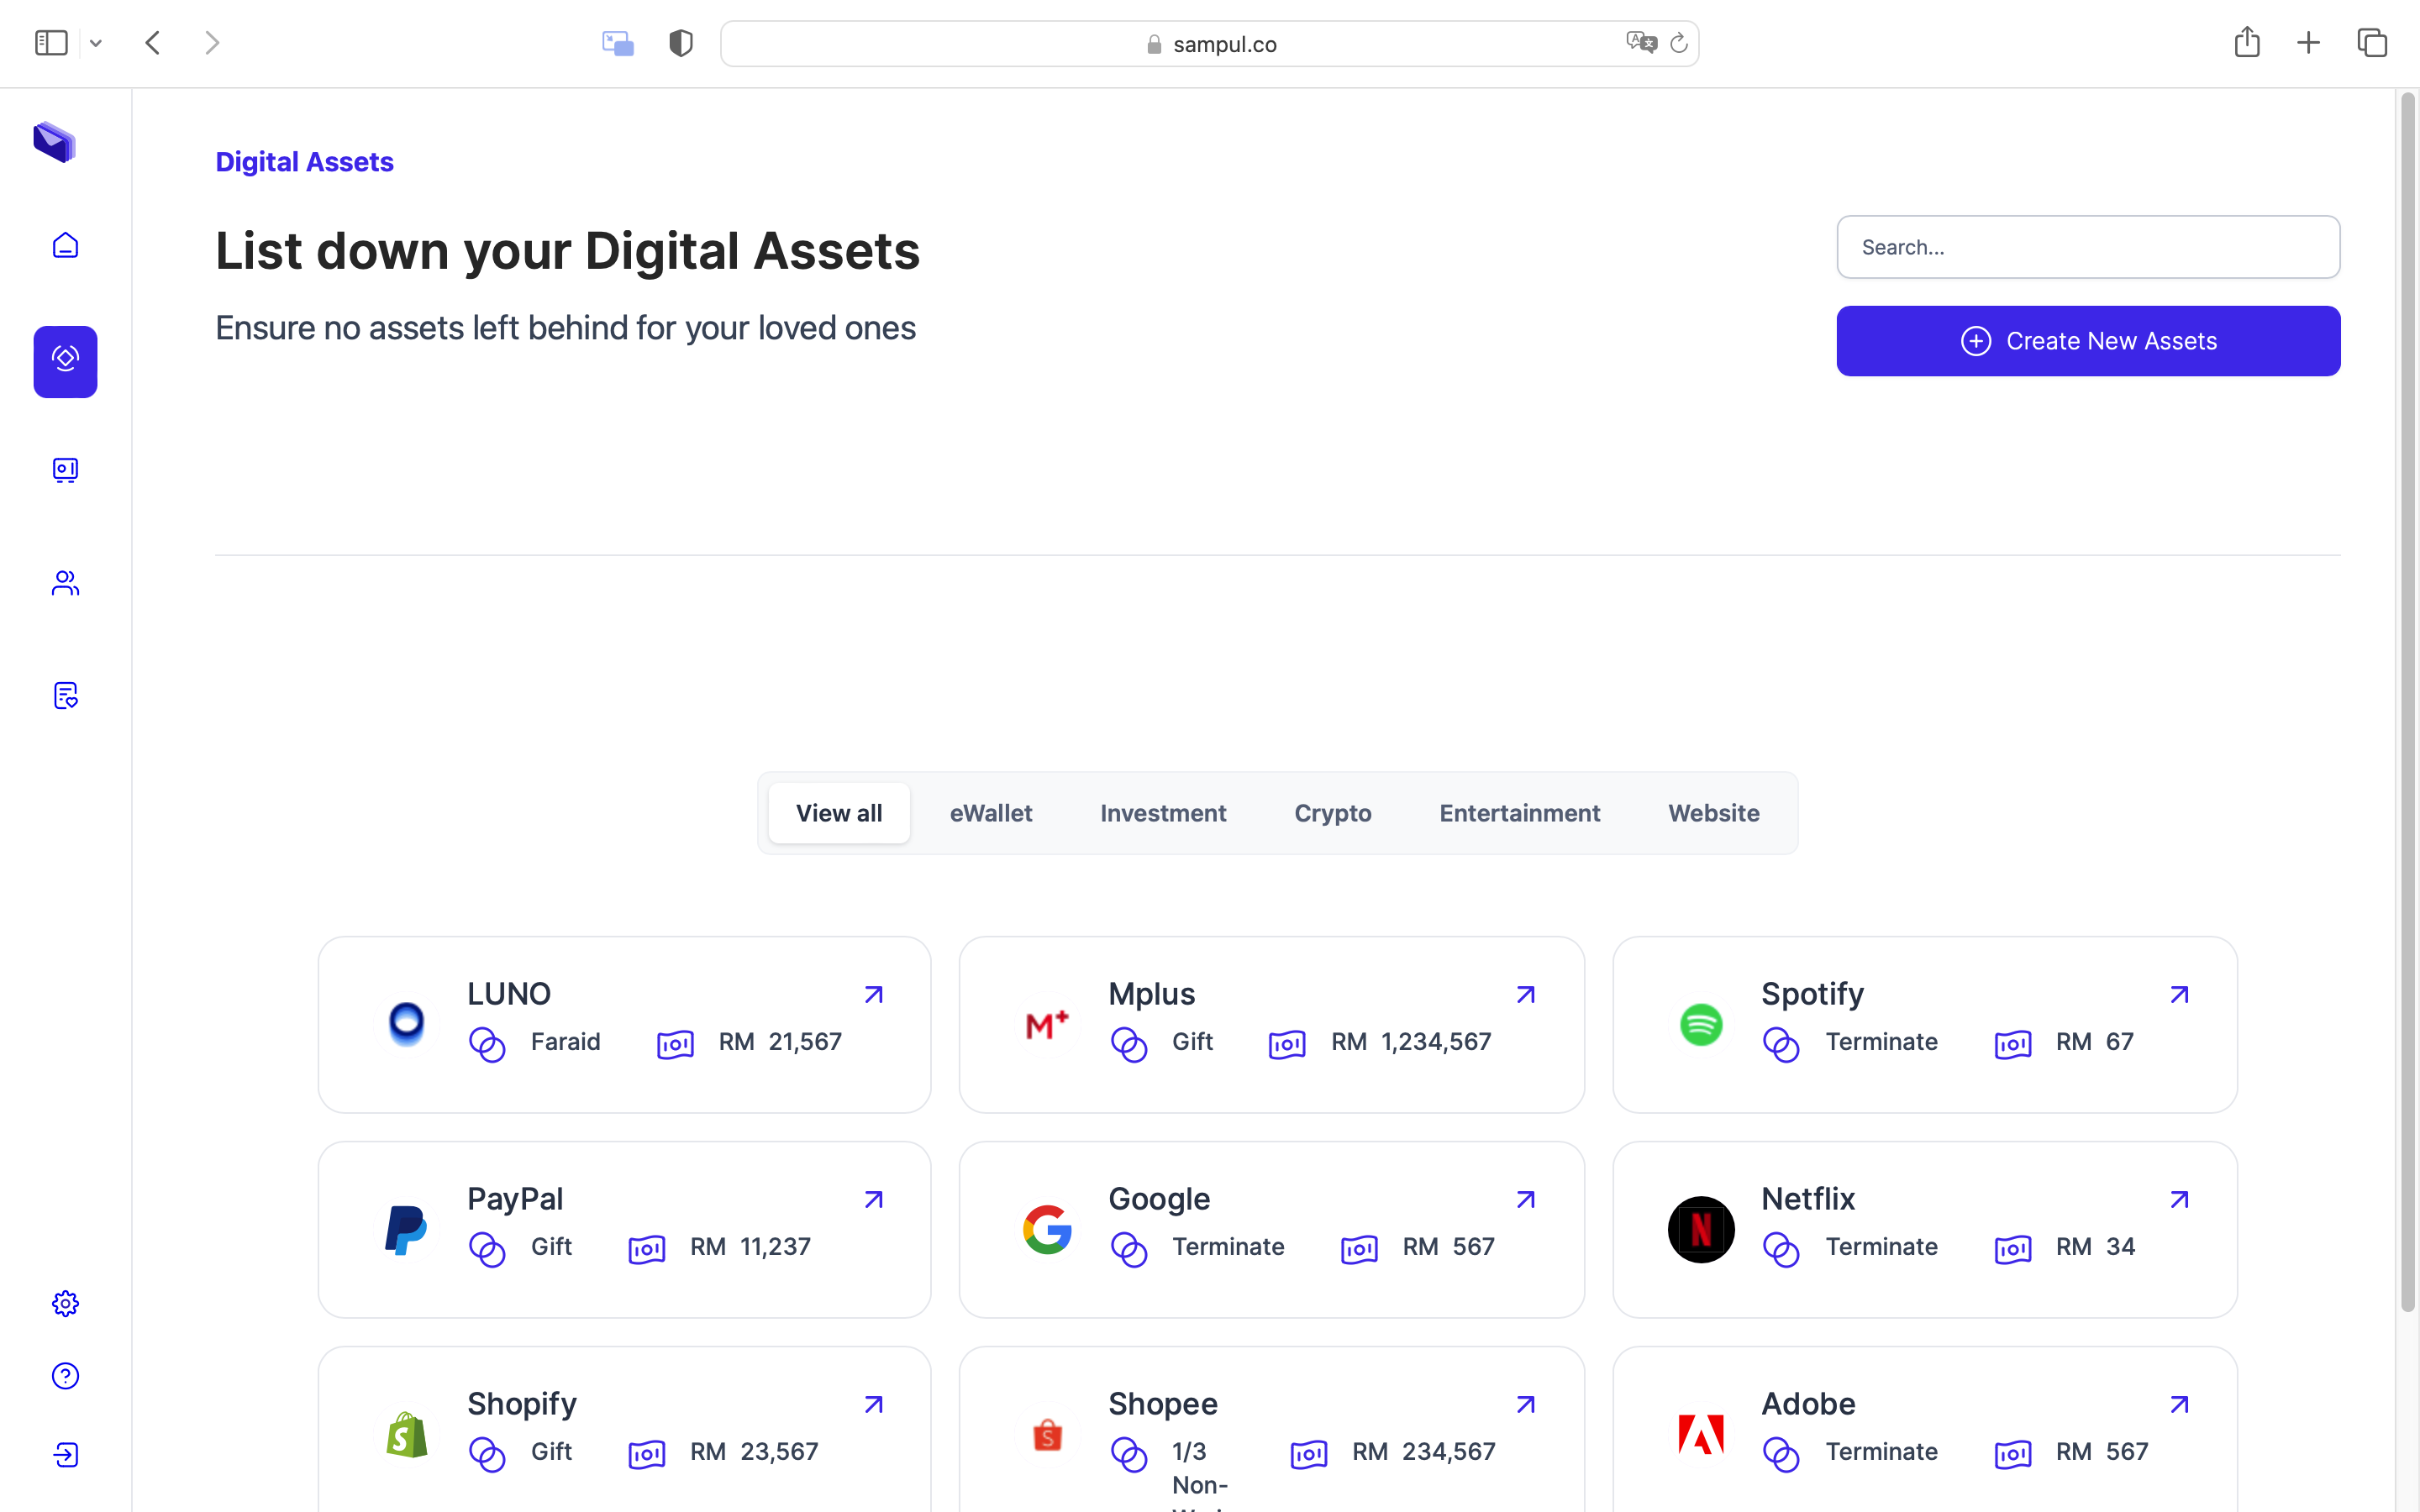 sampul.co
Digital Assets
List down your Digital Assets
Ensure no assets left behind for your loved ones
Search...
Create New Assets
View all eWallet Investment Crypto Entertainment Website
LUNO
Faraid RM 21,567
Mplus
Gift RM 1,234,567
Spotify
Terminate RM 67
PayPal
Gift RM 11,237
Google
Terminate RM 567
Netflix
Terminate RM 34
Shopify
Gift RM 23,567
Shopee
1/3 RM 234,567
Non-
Adobe
Terminate RM 567